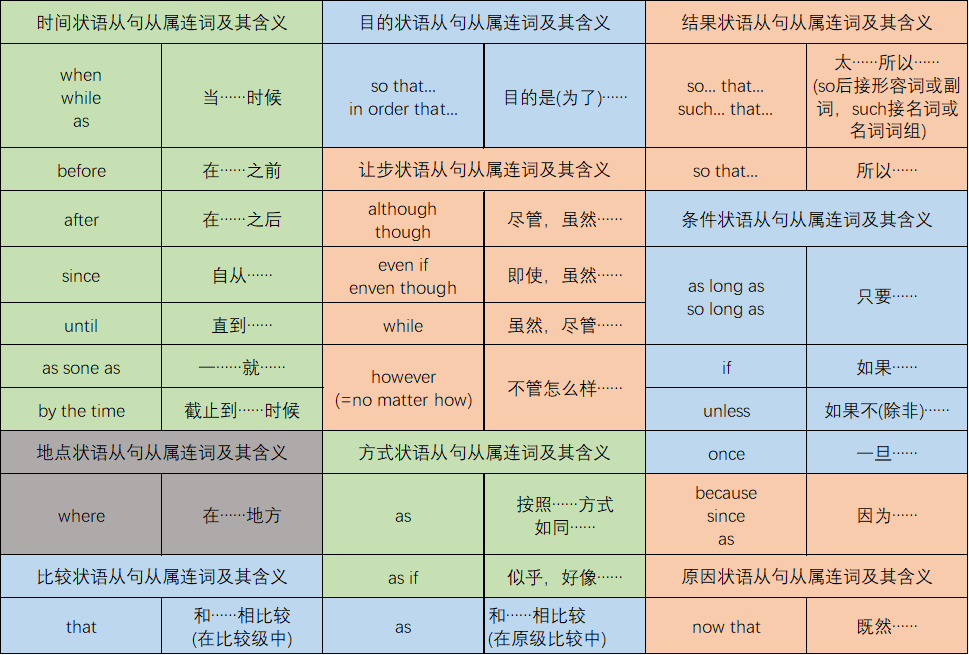 时间状语从句从属连词及其含义
目的状语从句从属连词及其含义
结果状语从句从属连词及其含义
when
while
as
当……时候
so that...
in order that...
目的是(为了)……
so... that...
such... that...
太……所以……
(so后接形容词或副
词，such接名词或
名词词组)
before
在……之前
让步状语从句从属连词及其含义
so that...
所以……
after
在……之后
although
though
尽管，虽然……
条件状语从句从属连词及其含义
since
自从……
even if
enven though
即使，虽然……
as long as
so long as
只要……
until
直到……
while
虽然，尽管……
as sone as
一……就……
however
(=no matter how)
不管怎么样……
if
如果……
by the time
截止到……时候
unless
如果不(除非)……
地点状语从句从属连词及其含义
方式状语从句从属连词及其含义
once
一旦……
where
在……地方
as
按照……方式
如同……
because
since
as
因为……
比较状语从句从属连词及其含义
as if
似乎，好像……
原因状语从句从属连词及其含义
that
和……相比较
(在比较级中)
as
和……相比较
(在原级比较中)
now that
既然……